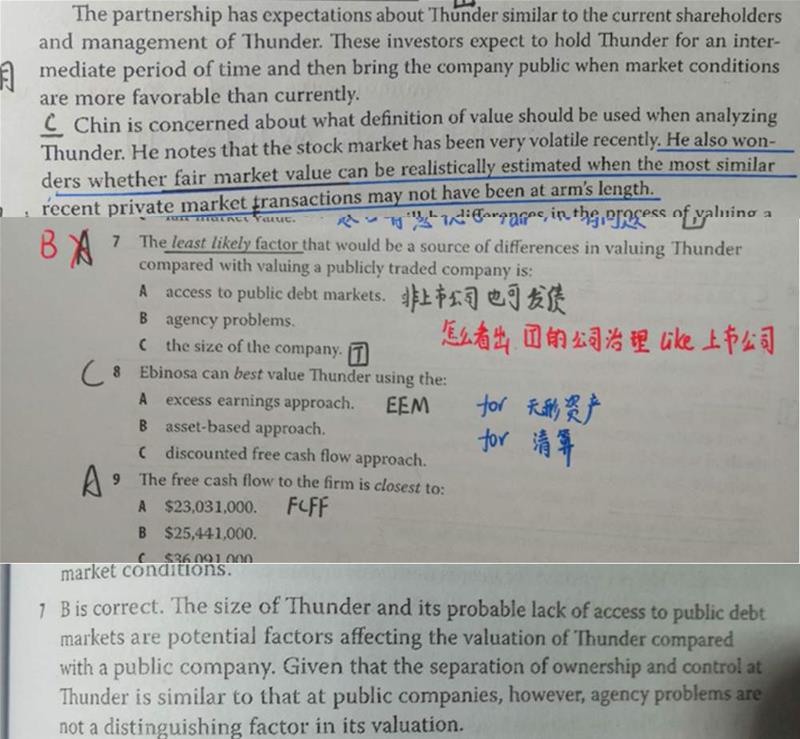 The partnership has expectations about Thunder similar to the current shareholders
and management of Thunder. These investors expect to hold Thunder for an inter-
mediate period of time and then bring the company public when market conditions
are more favorable than currently.
C Chin is concerned about what definition of value should be used when analyzing
Thunder. He notes that the stock market has been very volatile recently. He also won-
ders whether fair market value can be realistically estimated when the most similar
recent private market transactions may not have been at arm's length.
differences in the process of valuing a
B A 7 The least likely factor that would be a source of differences in valuing Thunder
compared with valuing a publicly traded company is:
A access to public debt markets. 非上市公司也可发债
B agency problems.
怎么看出 T的公司治理 like 上市公司
C the size of the company. T
C 8 Ebinosa can best value Thunder using the:
A excess earnings approach. EEM for 无形资产
B asset-based approach. for 清算
C discounted free cash flow approach.
A 9 The free cash flow to the firm is closest to:
A $23,031,000. FCFF
B $25,441,000.
C $36,091,000
market conditions.
7 B is correct. The size of Thunder and its probable lack of access to public debt
markets are potential factors affecting the valuation of Thunder compared
with a public company. Given that the separation of ownership and control at
Thunder is similar to that at public companies, however, agency problems are
not a distinguishing factor in its valuation.